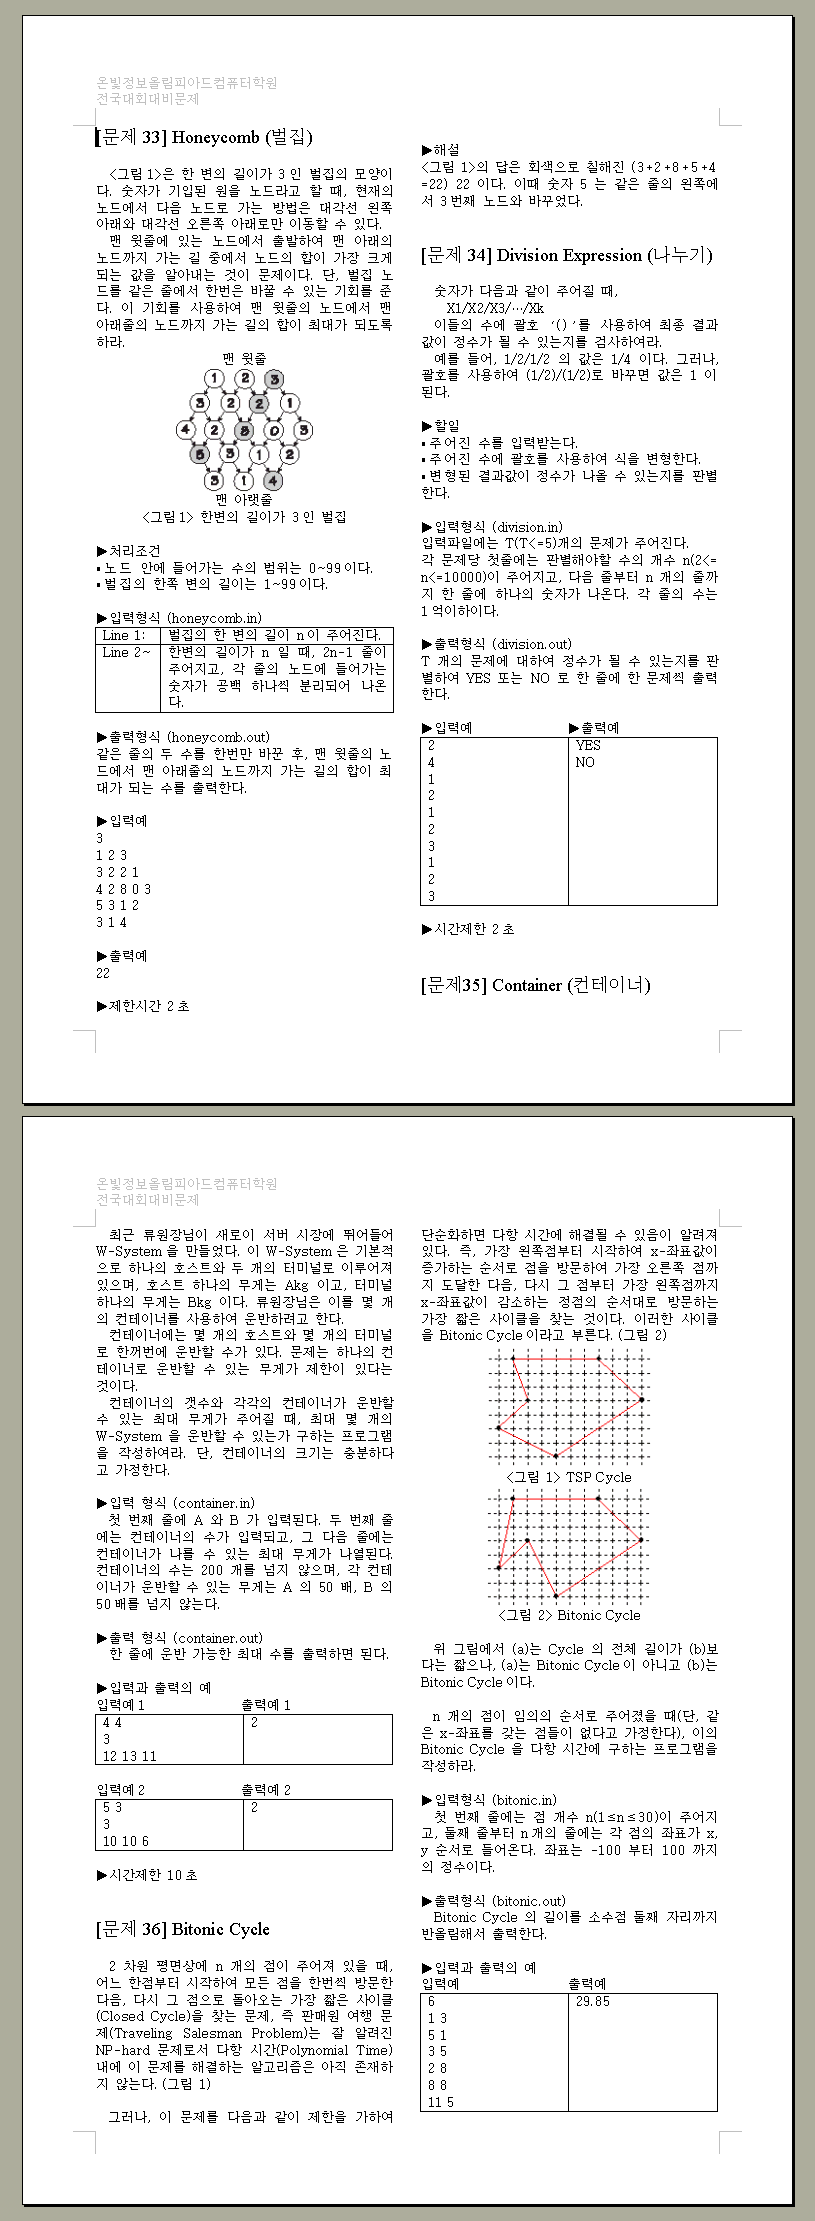 온빛정보올림피아드컴퓨터학원
전국대회대비문제
[문제 33] Honeycomb (벌집)
<그림 1>은 한 변의 길이가 3 인 벌집의 모양이
다. 숫자가 기입된 원을 노드라고 할 때, 현재의
노드에서 다음 노드로 가는 방법은 대각선 왼쪽
아래와 대각선 오른쪽 아래로만 이동할 수 있다.
맨 윗줄에 있는 노드에서 출발하여 맨 아래의
노드까지 가는 길 중에서 노드의 합이 가장 크게
되는 값을 알아내는 것이 문제이다. 단, 벌집 노
드를 같은 줄에서 한번은 바꿀 수 있는 기회를 준
다. 이 기회를 사용하여 맨 윗줄의 노드에서 맨
아래줄의 노드까지 가는 길의 합이 최대가 되도록
하라.
맨 윗줄
1 2 3
3 2 2 1
4 2 8 0 3
5 3 1 2
3 1 4
맨 아랫줄
<그림 1> 한변의 길이가 3 인 벌집
▶처리조건
▪노드 안에 들어가는 수의 범위는 0~99 이다.
▪벌집의 한쪽 변의 길이는 1~99 이다.
▶입력형식 (honeycomb.in)
Line 1: 벌집의 한 변의 길이 n 이 주어진다.
Line 2~ 한변의 길이가 n 일 때, 2n-1 줄이
주어지고, 각 줄의 노드에 들어가는
숫자가 공백 하나씩 분리되어 나온
다.
▶출력형식 (honeycomb.out)
같은 줄의 두 수를 한번만 바꾼 후, 맨 윗줄의 노
드에서 맨 아래줄의 노드까지 가는 길의 합이 최
대가 되는 수를 출력한다.
▶입력예
3
1 2 3
3 2 2 1
4 2 8 0 3
5 3 1 2
3 1 4
▶출력예
22
▶제한시간 2 초
▶해설
<그림 1>의 답은 회색으로 칠해진 (3+2+8+5+4
=22) 22 이다. 이때 숫자 5 는 같은 줄의 왼쪽에
서 3 번째 노드와 바꾸었다.
[문제 34] Division Expression (나누기)
숫자가 다음과 같이 주어질 때,
X1/X2/X3/…/Xk
이들의 수에 괄호 '()'를 사용하여 최종 결과
값이 정수가 될 수 있는지를 검사하여라.
예를 들어, 1/2/1/2 의 값은 1/4 이다. 그러나,
괄호를 사용하여 (1/2)/(1/2)로 바꾸면 값은 1 이
된다.
▶할일
▪주어진 수를 입력받는다.
▪주어진 수에 괄호를 사용하여 식을 변형한다.
▪변형된 결과값이 정수가 나올 수 있는지를 판별
한다.
▶입력형식 (division.in)
입력파일에는 T(T<=5)개의 문제가 주어진다.
각 문제당 첫줄에는 판별해야할 수의 개수 n(2<=
n<=10000)이 주어지고, 다음 줄부터 n 개의 줄까
지 한 줄에 하나의 숫자가 나온다. 각 줄의 수는
1 억이하이다.
▶출력형식 (division.out)
T 개의 문제에 대하여 정수가 될 수 있는지를 판
별하여 YES 또는 NO 로 한 줄에 한 문제씩 출력
한다.
▶입력예 ▶출력예
2 YES
4 NO
1
2
1
2
3
1
2
3
▶시간제한 2 초
[문제35] Container (컨테이너)
온빛정보올림피아드컴퓨터학원
전국대회대비문제
최근 류원장님이 새로이 서버 시장에 뛰어들어
W-System 을 만들었다. 이 W-System 은 기본적
으로 하나의 호스트와 두 개의 터미널로 이루어져
있으며, 호스트 하나의 무게는 Akg 이고, 터미널
하나의 무게는 Bkg 이다. 류원장님은 이를 몇 개
의 컨테이너를 사용하여 운반하려고 한다.
컨테이너에는 몇 개의 호스트와 몇 개의 터미널
로 한꺼번에 운반할 수가 있다. 문제는 하나의 컨
테이너로 운반할 수 있는 무게가 제한이 있다는
것이다.
컨테이너의 갯수와 각각의 컨테이너가 운반할
수 있는 최대 무게가 주어질 때, 최대 몇 개의
W-System 을 운반할 수 있는가 구하는 프로그램
을 작성하여라. 단, 컨테이너의 크기는 충분하다
고 가정한다.
▶입력 형식 (container.in)
첫 번째 줄에 A 와 B 가 입력된다. 두 번째 줄
에는 컨테이너의 수가 입력되고, 그 다음 줄에는
컨테이너가 나를 수 있는 최대 무게가 나열된다.
컨테이너의 수는 200 개를 넘지 않으며, 각 컨테
이너가 운반할 수 있는 무게는 A 의 50 배, B 의
50 배를 넘지 않는다.
▶출력 형식 (container.out)
한 줄에 운반 가능한 최대 수를 출력하면 된다.
▶입력과 출력의 예
입력예 1 출력예 1
4 4 2
3
12 13 11
입력예 2 출력예 2
5 3 2
3
10 10 6
▶시간제한 10 초
[문제 36] Bitonic Cycle
2 차원 평면상에 n 개의 점이 주어져 있을 때,
어느 한점부터 시작하여 모든 점을 한번씩 방문한
다음, 다시 그 점으로 돌아오는 가장 짧은 사이클
(Closed Cycle)을 찾는 문제, 즉 판매원 여행 문
제(Traveling Salesman Problem)는 잘 알려진
NP-hard 문제로서 다항 시간(Polynomial Time)
내에 이 문제를 해결하는 알고리즘은 아직 존재하
지 않는다. (그림 1)
그러나, 이 문제를 다음과 같이 제한을 가하여
단순화하면 다항 시간에 해결될 수 있음이 알려져
있다. 즉, 가장 왼쪽점부터 시작하여 x-좌표값이
증가하는 순서로 점을 방문하여 가장 오른쪽 점까
지 도달한 다음, 다시 그 점부터 가장 왼쪽점까지
x-좌표값이 감소하는 정점의 순서대로 방문하는
가장 짧은 사이클을 찾는 것이다. 이러한 사이클
을 Bitonic Cycle 이라고 부른다. (그림 2)
<그림 1> TSP Cycle
<그림 2> Bitonic Cycle
위 그림에서 (a)는 Cycle 의 전체 길이가 (b)보
다는 짧으나, (a)는 Bitonic Cycle 이 아니고 (b)는
Bitonic Cycle 이다.
n 개의 점이 임의의 순서로 주어졌을 때(단, 같
은 x-좌표를 갖는 점들이 없다고 가정한다), 이의
Bitonic Cycle 을 다항 시간에 구하는 프로그램을
작성하라.
▶입력형식 (bitonic.in)
첫 번째 줄에는 점 개수 n(1≤n≤30)이 주어지
고, 둘째 줄부터 n 개의 줄에는 각 점의 좌표가 x,
y 순서로 들어온다. 좌표는 -100 부터 100 까지
의 정수이다.
▶출력형식 (bitonic.out)
Bitonic Cycle 의 길이를 소수점 둘째 자리까지
반올림해서 출력한다.
▶입력과 출력의 예
입력예 출력예
6 29.85
1 3
5 1
3 5
2 8
8 8
11 5